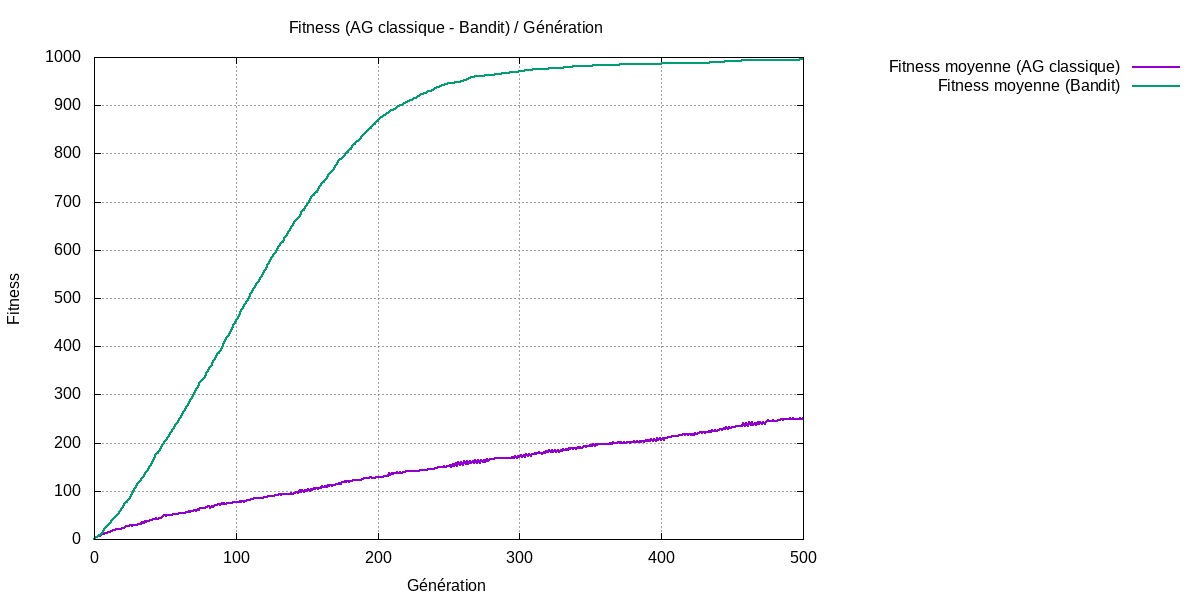 Fitness (AG classique - Bandit) / Génération
Fitness moyenne (AG classique)
Fitness moyenne (Bandit)
1000
900
800
700
600
500
400
300
200
100
0
Fitness
0 100 200 300 400 500
Génération